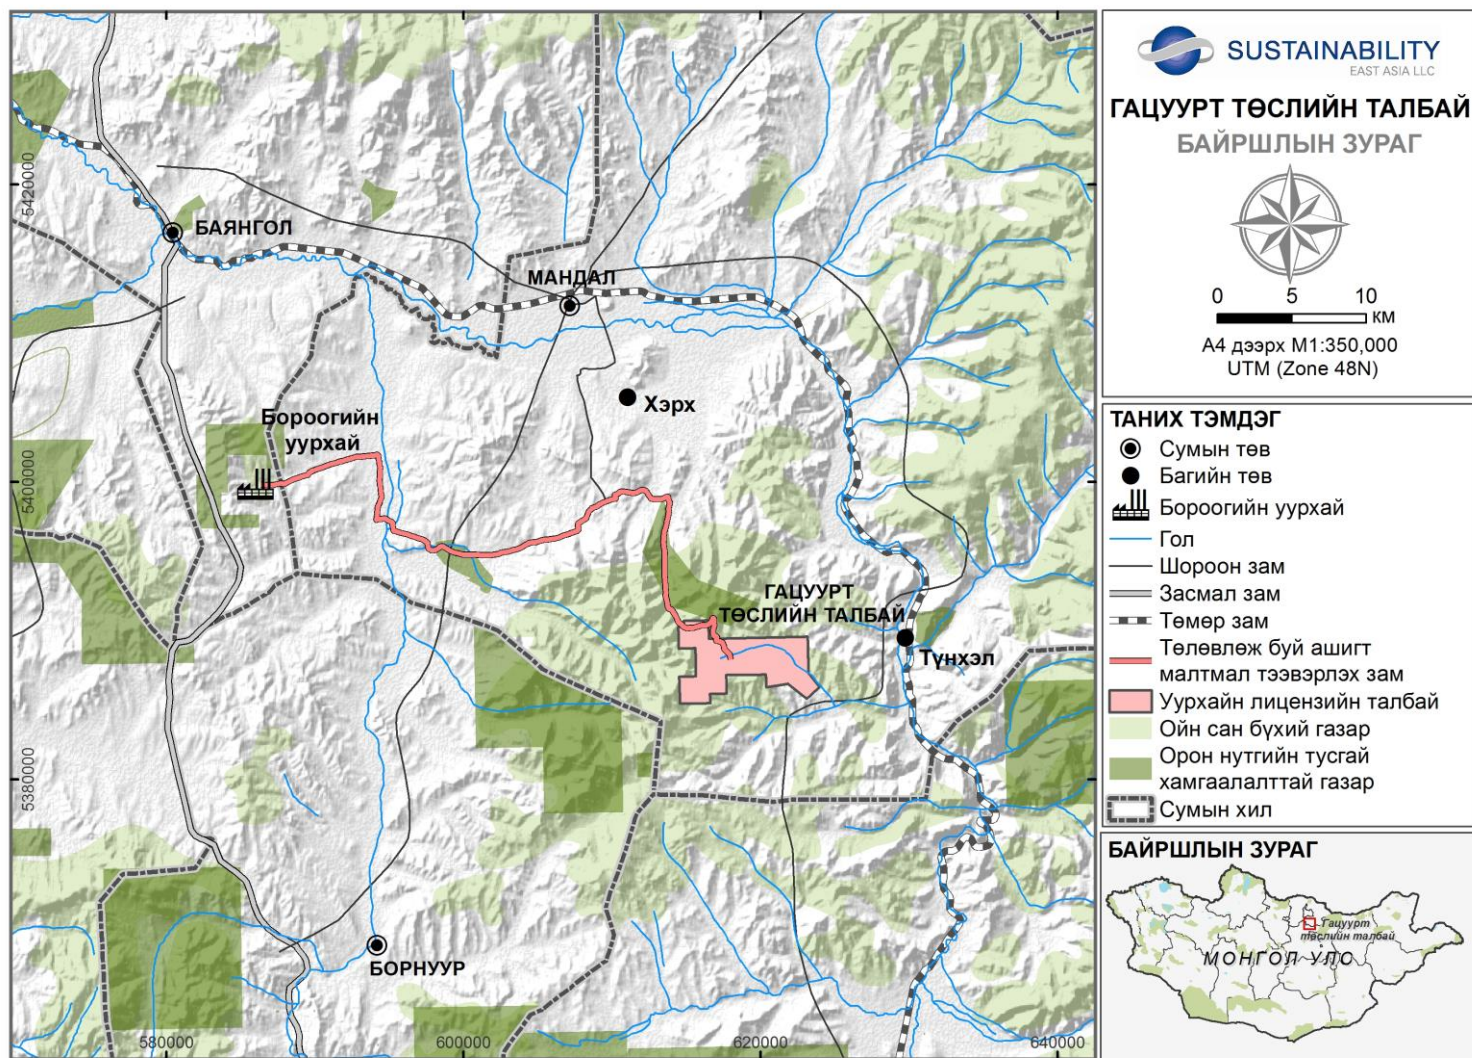 БАЯНГОЛ
МАНДАЛ
Хэрх
Бороогийн
уурхай
ГАЦУУРТ
ТӨСЛИЙН ТАЛБАЙ
Түнхэл
БОРНУУР
5420000
5400000
5380000
580000
600000
620000
640000
SUSTAINABILITY
EAST ASIA LLC
ГАЦУУРТ ТӨСЛИЙН ТАЛБАЙ
БАЙРШЛЫН ЗУРАГ
0 5 10
КМ
А4 дээрх М1:350,000
UTM (Zone 48N)
ТАНИХ ТЭМДЭГ
Сумын төв
Багийн төв
Бороогийн уурхай
Гол
Шороон зам
Засмал зам
Төмөр зам
Төлөвлөж буй ашигт
малтмал тээвэрлэх зам
Уурхайн лицензийн талбай
Ойн сан бүхий газар
Орон нутгийн тусгай
хамгаалалттай газар
Сумын хил
БАЙРШЛЫН ЗУРАГ
Гацуурт
төслийн талбай
МОНГОЛ УЛС